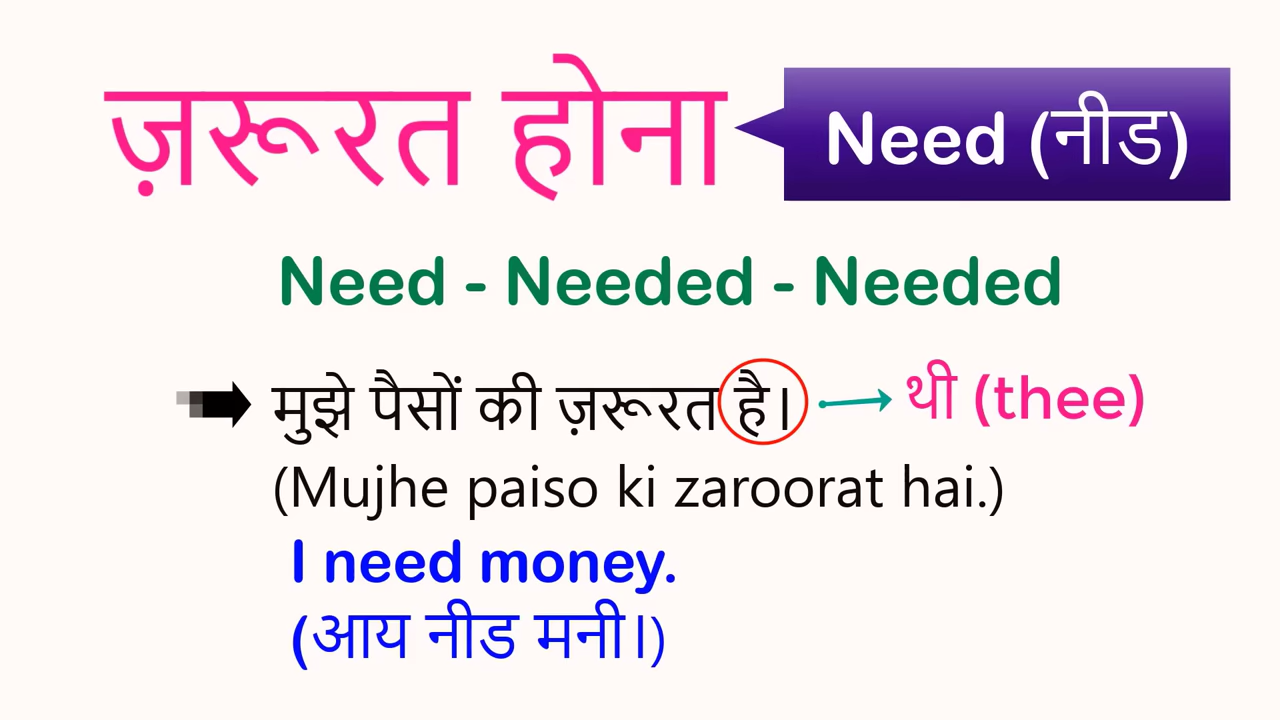 ज़रूरत होना Need (नीड)
Need - Needed - Needed
मुझे पैसों की ज़रूरत है। थी (thee)
(Mujhe paiso ki zaroorat hai.)
I need money.
(आय नीड मनी।)